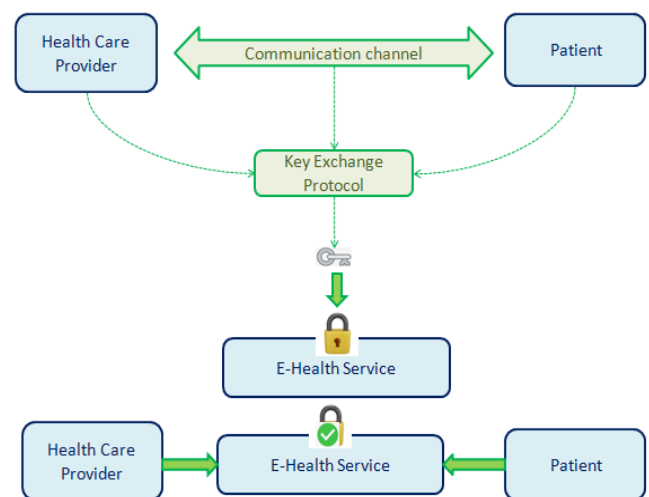 Health Care
Provider
Communication channel
Patient
Key Exchange
Protocol
E-Health Service
Health Care
Provider
E-Health Service
Patient